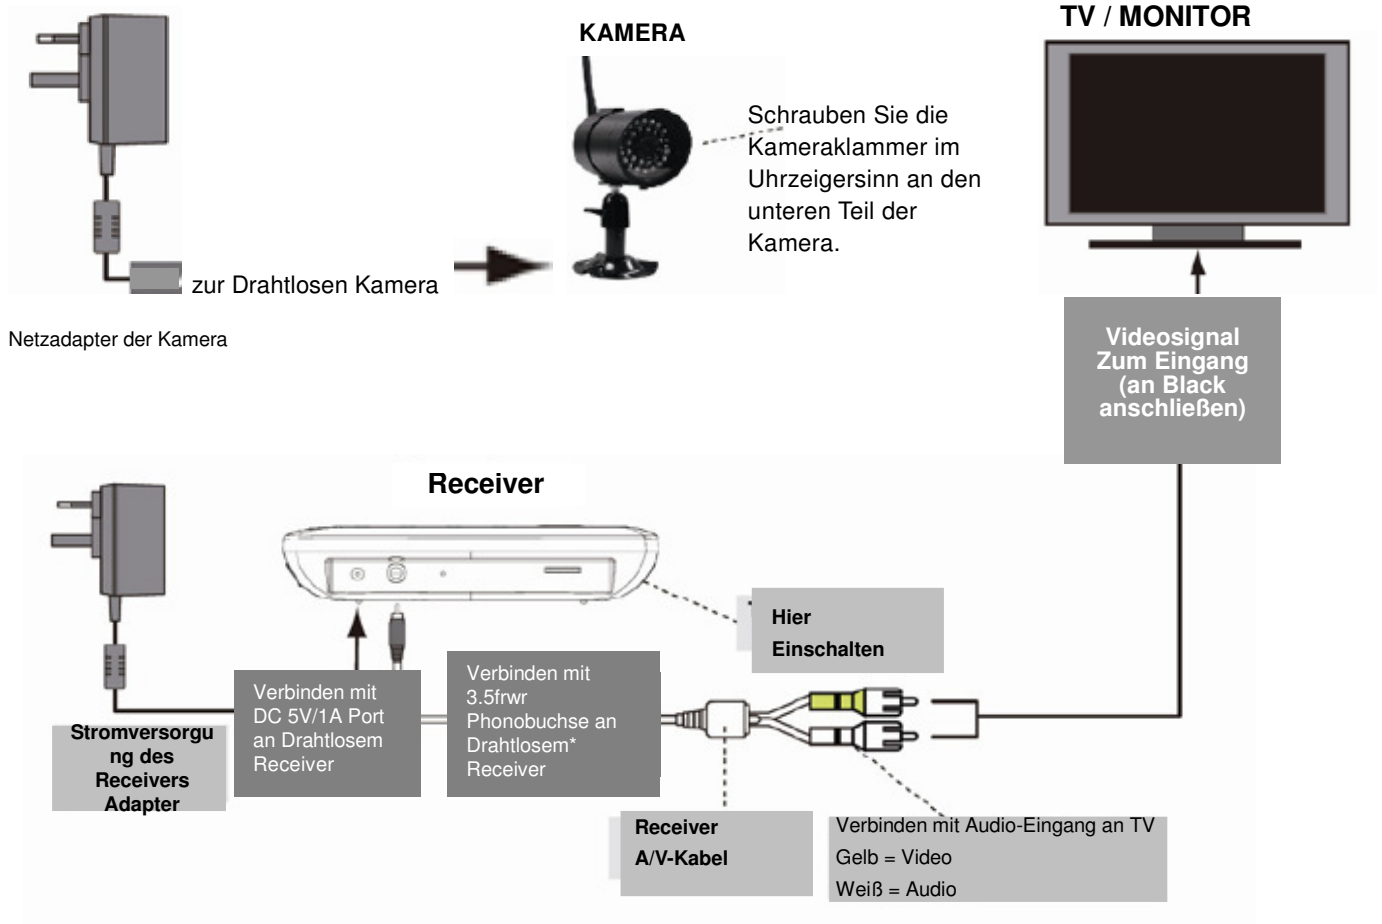 TV / MONITOR
KAMERA
Schrauben Sie die
Kameraklammer im
Uhrzeigersinn an den
unteren Teil der
Kamera.
zur Drahtlosen Kamera
Netzadapter der Kamera
Videosignal
Zum Eingang
(an Black
anschließen)
Receiver
Hier
Einschalten
Verbinden mit
DC 5V/1A Port
an Drahtlosem
Receiver
Verbinden mit
3.5frwr
Phonobuchse an
Drahtlosem*
Receiver
Stromversorgu
ng des
Receivers
Adapter
Receiver
A/V-Kabel
Verbinden mit Audio-Eingang an TV
Gelb = Video
Weiß = Audio